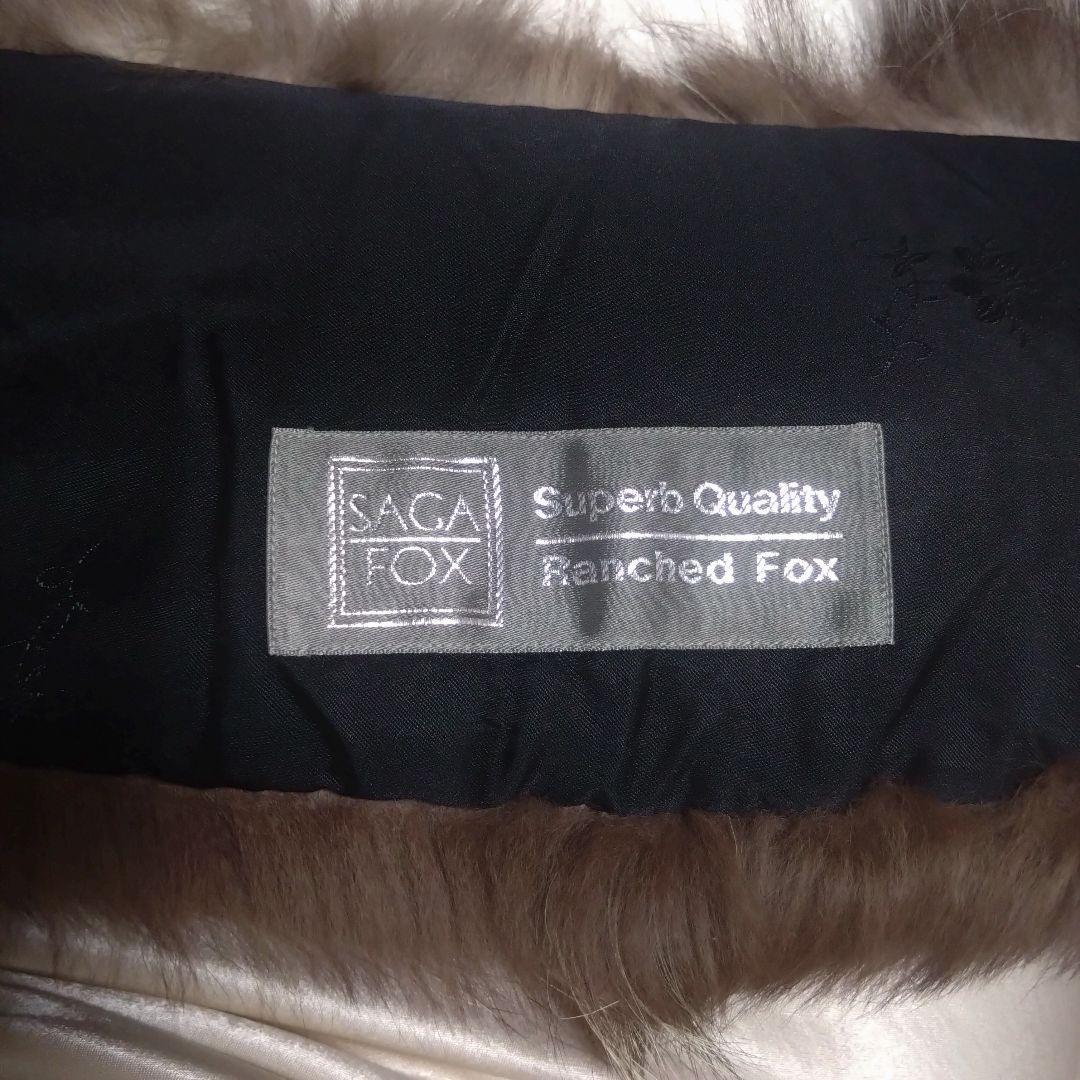 SAGA
FOX
Superb Quality
Ranched Fox